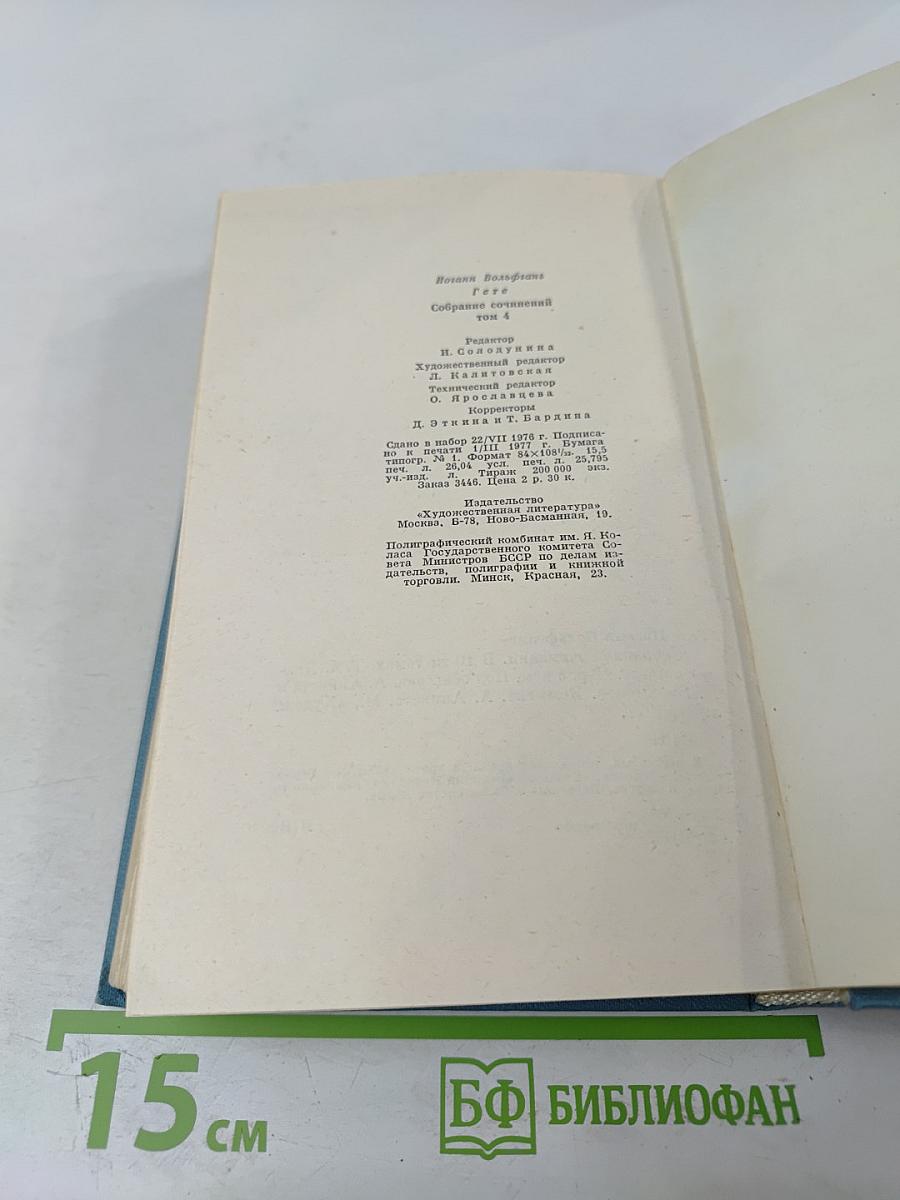 Иоганн Вольфганг
Гете
Собрание сочинений
том 4
Редактор
И. Солодунина
Художественный редактор
Л. Калитовская
Технический редактор
О. Ярославцева
Корректоры
Д. Эткина и Т. Бардина
Сдано в набор 22/VII 1976 г. Подписа-
но к печати 1/III 1977 г. Бумага
типогр. № 1. Формат 84×108¹/₃₂. 15,5
печ. л. 26,04 усл. печ. л. 25,795
уч.-изд. л. Тираж 200 000 экз.
Заказ 3446. Цена 2 р. 30 к.
Издательство
«Художественная литература»
Москва, Б-78, Ново-Басманная, 19.
Полиграфический комбинат им. Я. Ко-
ласа Государственного комитета Со-
вета Министров БССР по делам из-
дательств, полиграфии и книжной
торговли. Минск, Красная, 23.
15 см
БФ БИБЛИОФАН